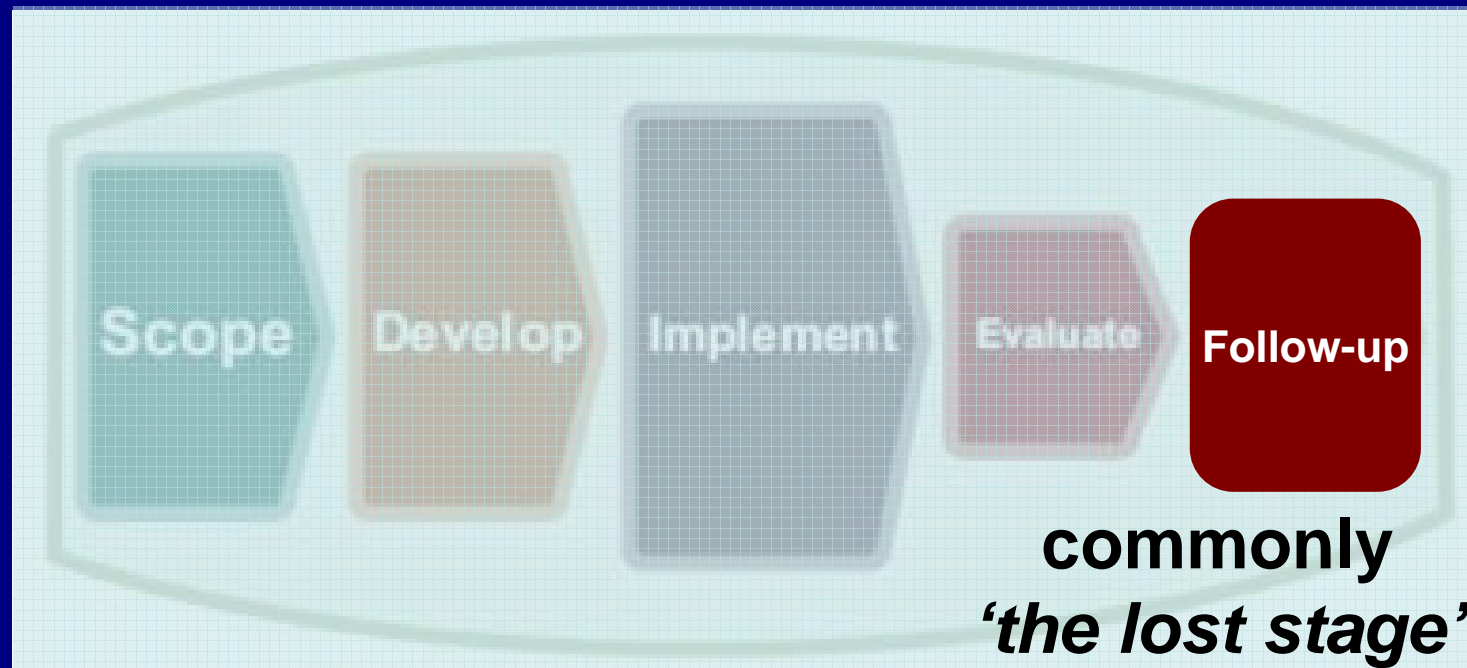 Scope
Develop
Implement
Evaluate
Follow-up
commonly
‘the lost stage’